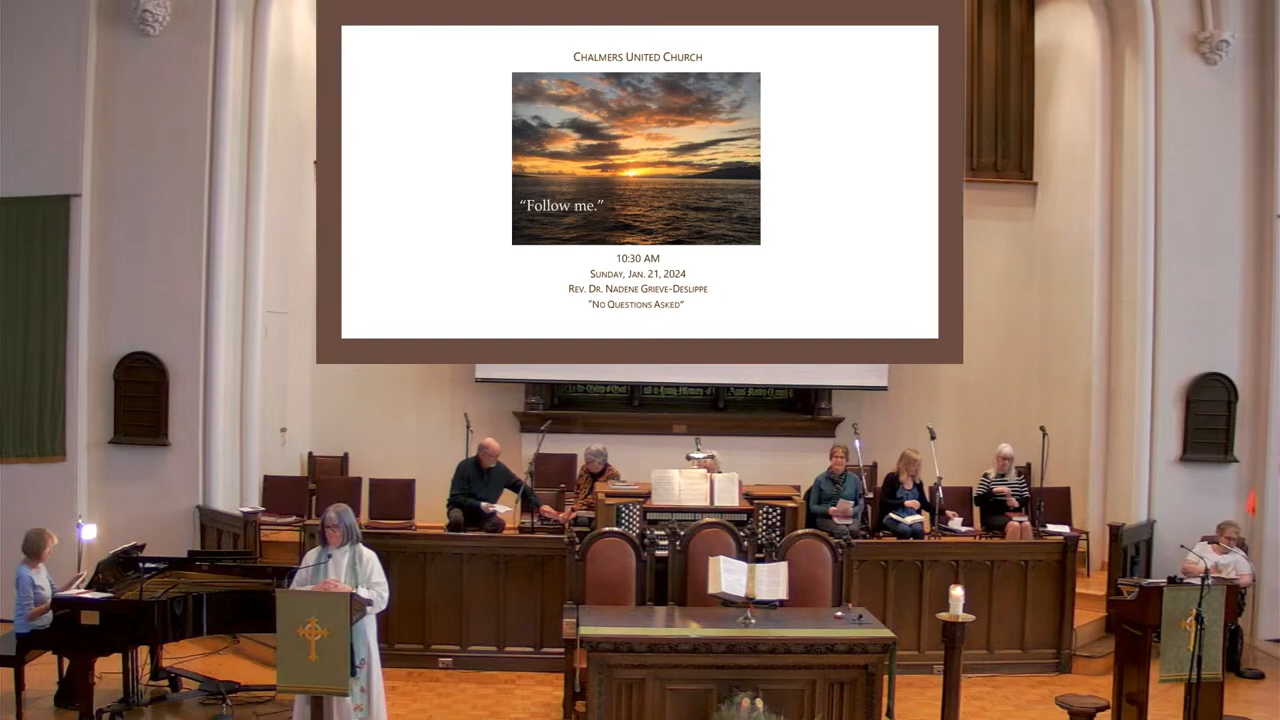 CHALMERS UNITED CHURCH
“Follow me.”
10:30 AM
SUNDAY, JAN. 21, 2024
REV. DR. NADENE GRIEVE-DESLIPPE
“NO QUESTIONS ASKED”